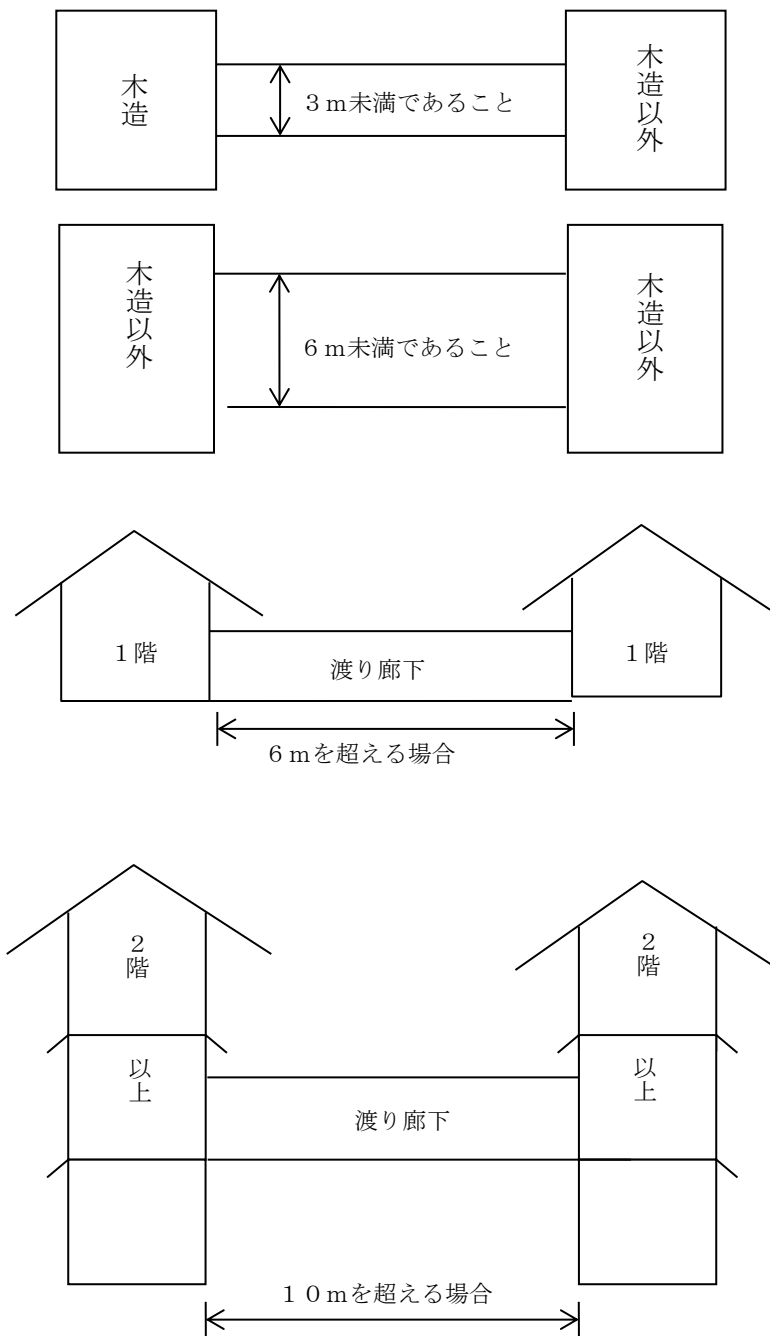 木造
３ｍ未満であること
木造以外
木造以外
６ｍ未満であること
木造以外
１階
渡り廊下
１階
６ｍを超える場合
２階
２階
以上
渡り廊下
以上
１０ｍを超える場合